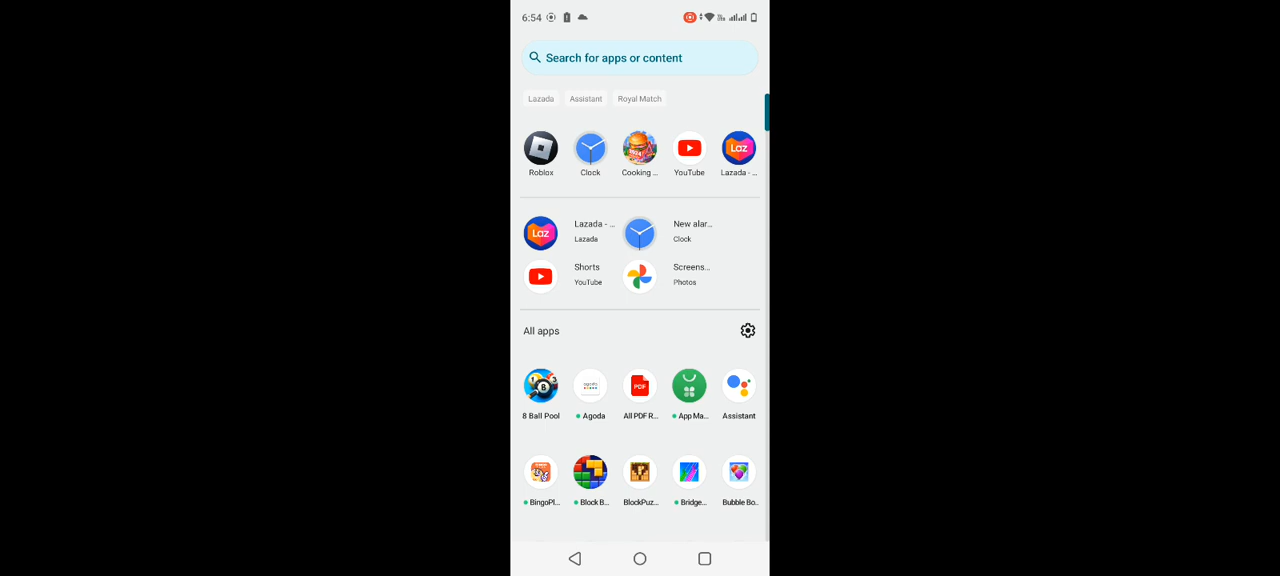 6:54
Search for apps or content
Lazada Assistant Royal Match
Roblox Clock Cooking ... YouTube Lazada - ...
Lazada - ... New alar...
Lazada Clock
Shorts Screens...
YouTube Photos
All apps
8 Ball Pool Agoda All PDF R... App Ma... Assistant
BingoPl... Block B... BlockPuz... Bridge... Bubble Bo..